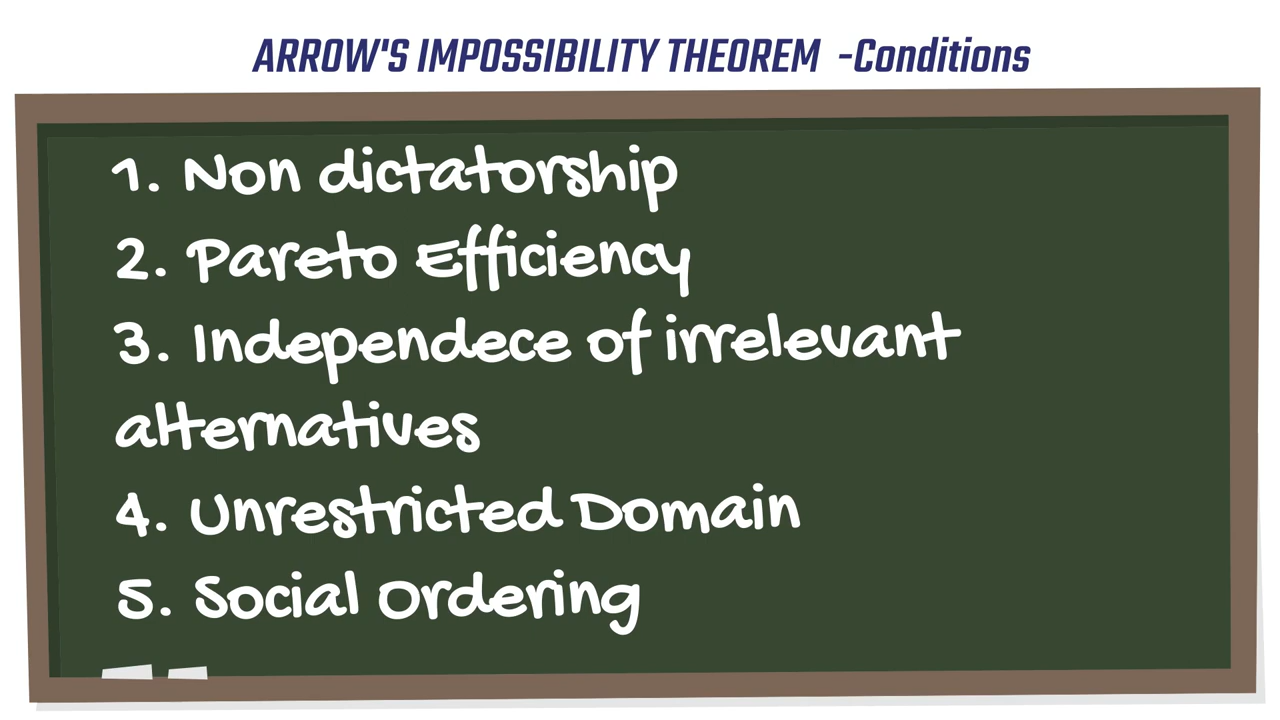 ARROW'S IMPOSSIBILITY THEOREM -Conditions
1. Non dictatorship
2. Pareto Efficiency
3. Independece of irrelevant
alternatives
4. Unrestricted Domain
5. Social Ordering